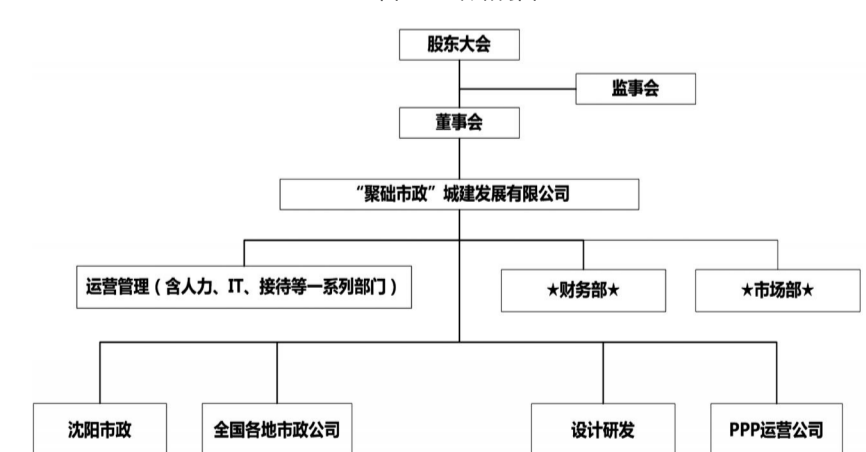 股东大会
监事会
董事会
“聚础市政”城建发展有限公司
运营管理（含人力、IT、接待等一系列部门）
★财务部★
★市场部★
沈阳市政
全国各地市政公司
设计研发
PPP运营公司